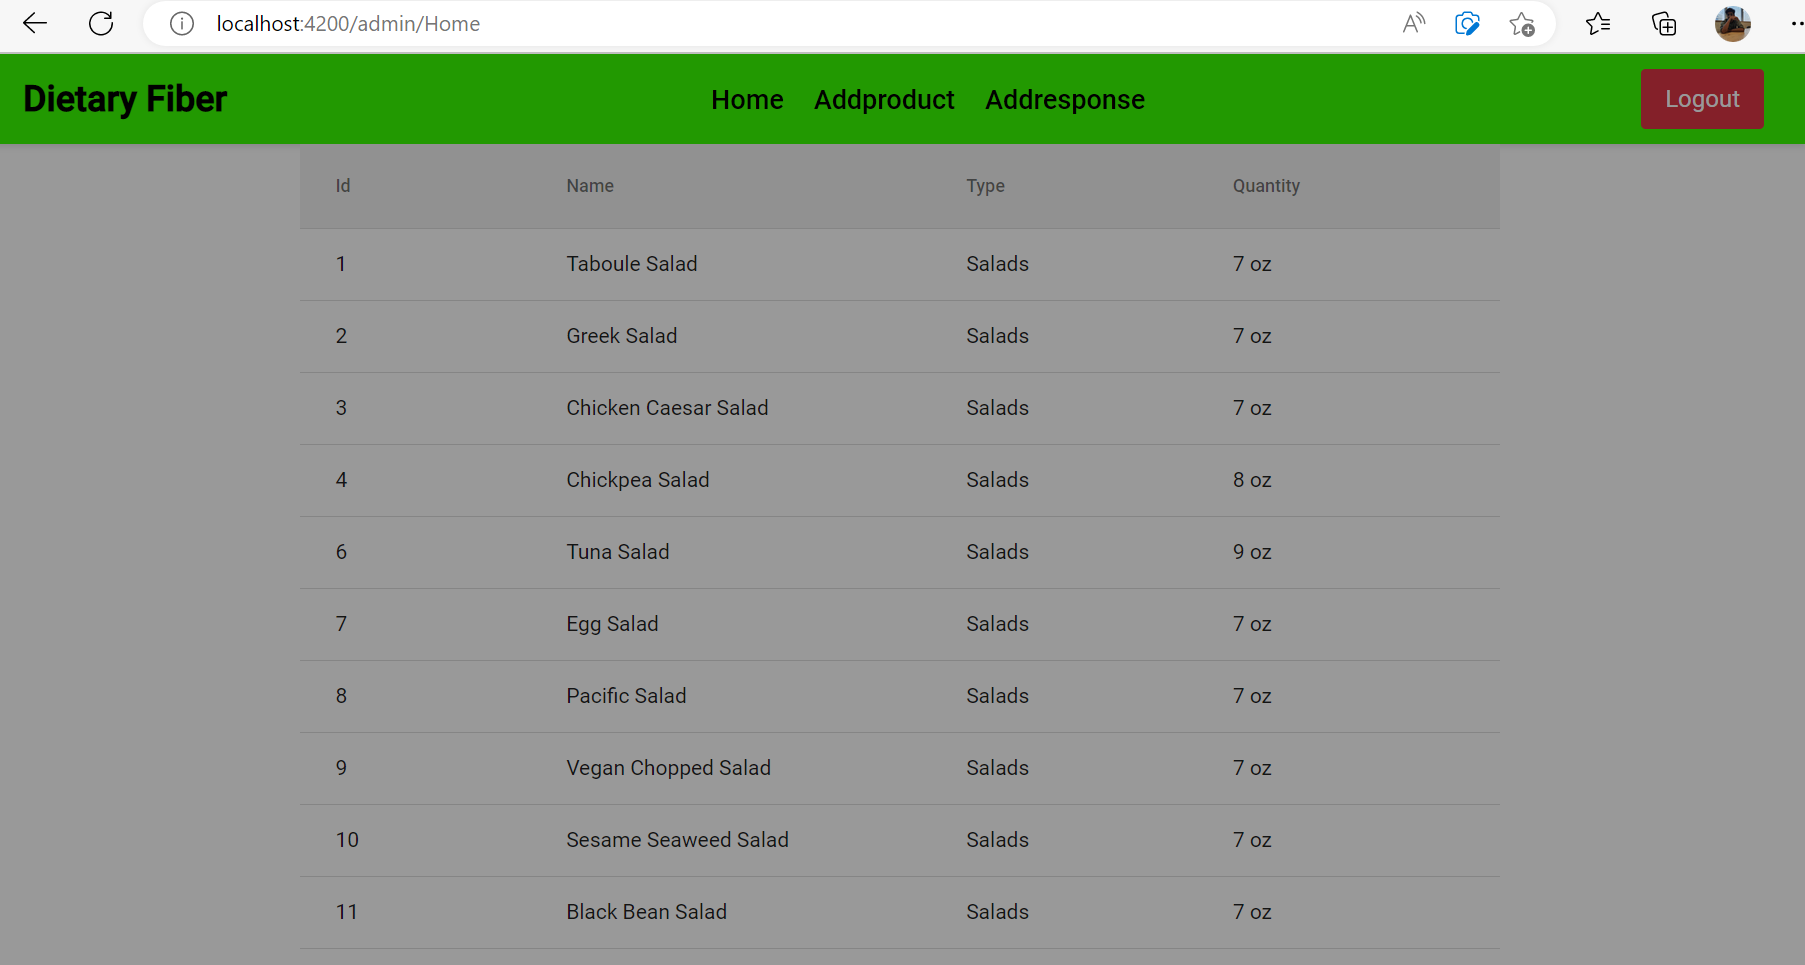 localhost:4200/admin/Home
Dietary Fiber Home Addproduct Addresponse Logout
Id Name Type Quantity
1 Taboule Salad Salads 7 oz
2 Greek Salad Salads 7 oz
3 Chicken Caesar Salad Salads 7 oz
4 Chickpea Salad Salads 8 oz
6 Tuna Salad Salads 9 oz
7 Egg Salad Salads 7 oz
8 Pacific Salad Salads 7 oz
9 Vegan Chopped Salad Salads 7 oz
10 Sesame Seaweed Salad Salads 7 oz
11 Black Bean Salad Salads 7 oz